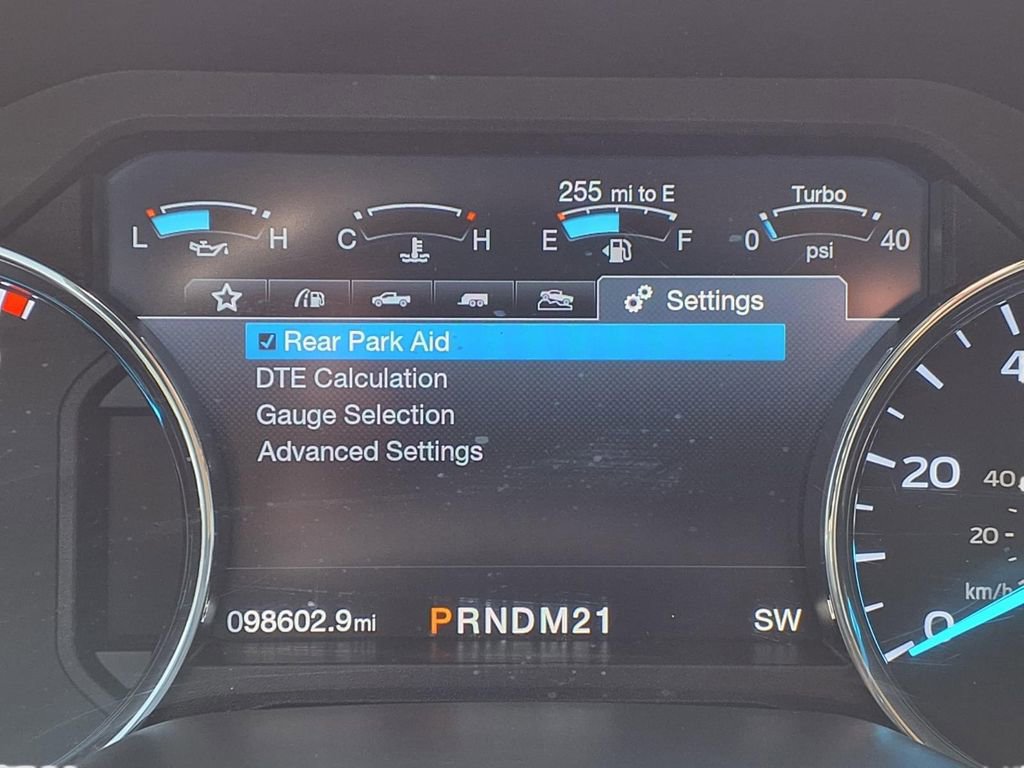 255 mi to E
Turbo
L H
C H
E F
0 40
psi
Settings
Rear Park Aid
DTE Calculation
Gauge Selection
Advanced Settings
098602.9mi
PRNDM21
SW
20
40
20
km/h
0